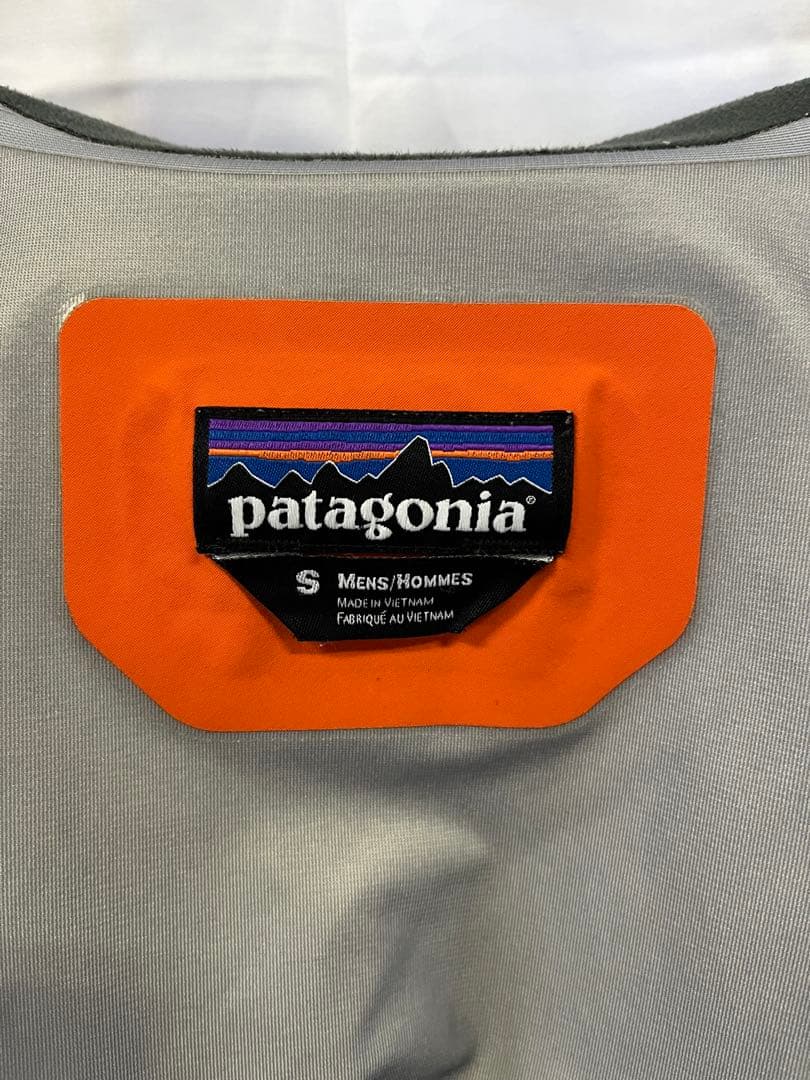 patagonia®
S MENS/HOMMES
MADE IN VIETNAM
FABRIQUÉ AU VIETNAM